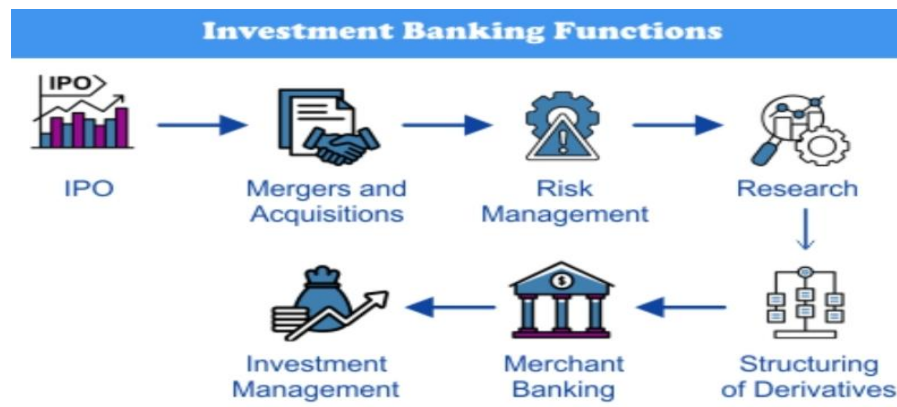 Investment Banking Functions
IPO
IPO
Mergers and
Acquisitions
Risk
Management
Research
$
Investment
Management
Merchant
Banking
Structuring
of Derivatives